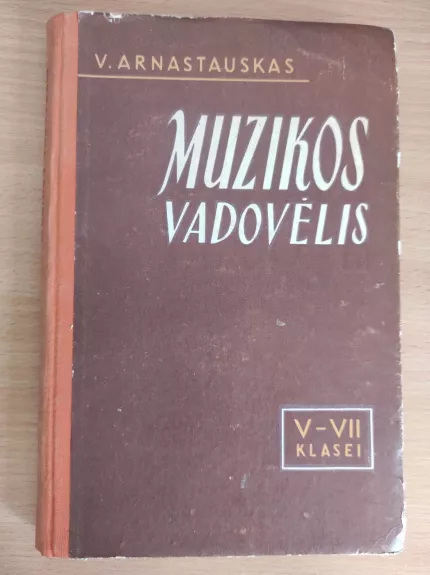 V. ARNASTAUSKAS
MUZIKOS
VADOVĖLIS
V–VII
KLASEI